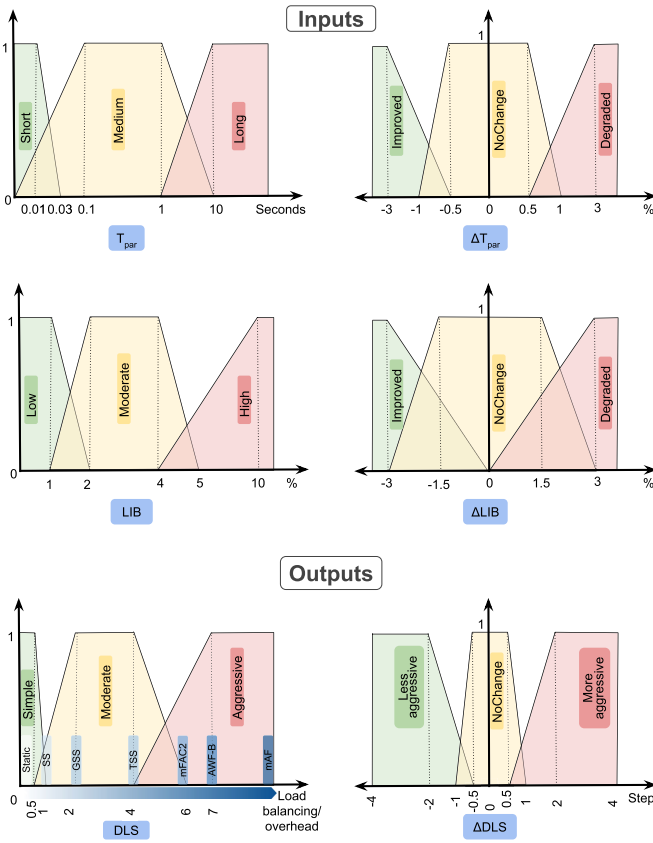 Inputs
1
Short
Medium
Long
0
0.01 0.03 0.1 1 10 Seconds
T par
1
Improved
NoChange
Degraded
-3 -1 -0.5 0 0.5 1 3 %
ΔT par
1
Low
Moderate
High
0
1 2 4 5 10 %
LIB
1
Improved
NoChange
Degraded
-3 -1.5 0 1.5 3 %
ΔLIB
Outputs
1
Simple
Moderate
Aggressive
Static
SS
GSS
TSS
mFAC2
AWF-B
mAF
0
0.5 1 2 4 6 7
Load
balancing/
overhead
DLS
1
Less
aggressive
NoChange
More
aggressive
-4 -2 -1 -0.5 0 0.5 1 2 4 Step
ΔDLS